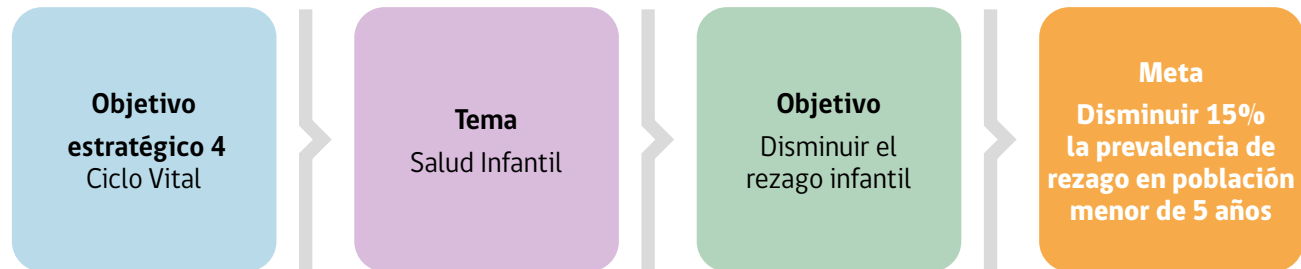 Objetivo
estratégico 4
Ciclo Vital
Tema
Salud Infantil
Objetivo
Disminuir el
rezago infantil
Meta
Disminuir 15%
la prevalencia de
rezago en población
menor de 5 años